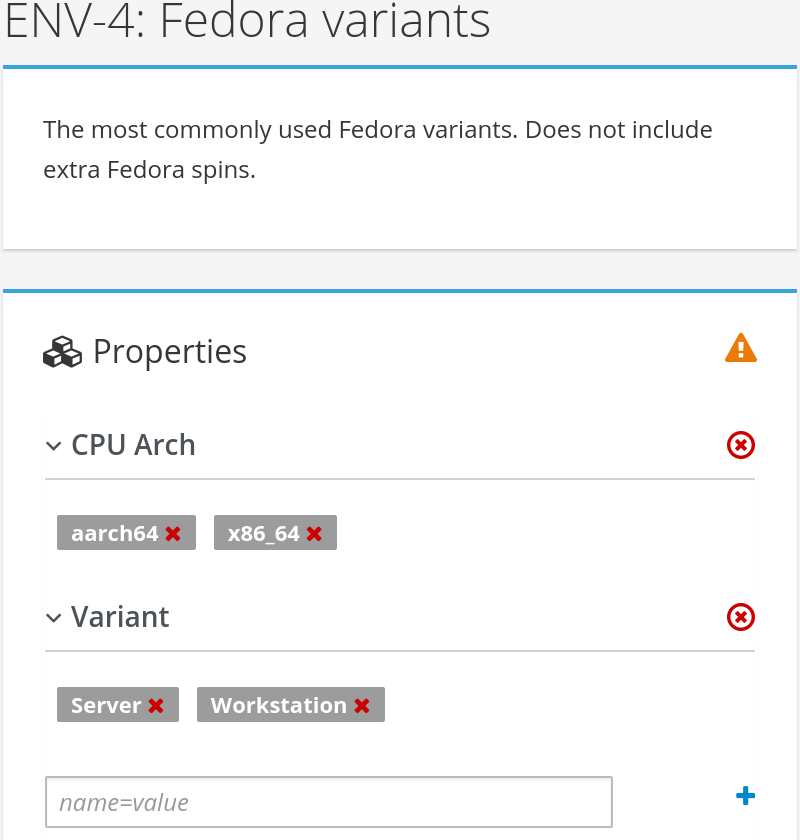 ENV-4: Fedora variants
The most commonly used Fedora variants. Does not include
extra Fedora spins.
Properties
CPU Arch
aarch64 x86_64
Variant
Server Workstation
name=value